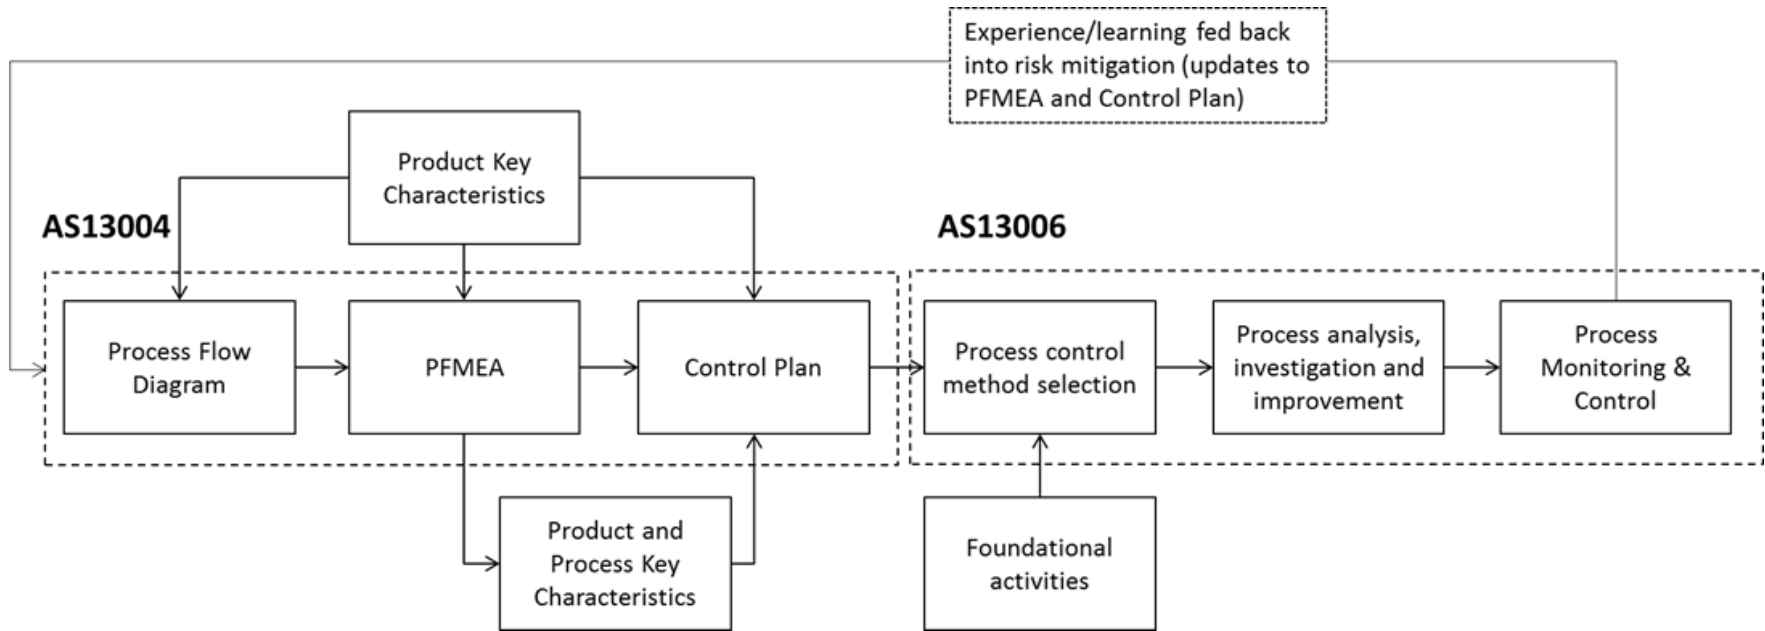 Experience/learning fed back
into risk mitigation (updates to
PFMEA and Control Plan)
Product Key
Characteristics
AS13004
AS13006
Process Flow
Diagram
PFMEA
Control Plan
Process control
method selection
Process analysis,
investigation and
improvement
Process
Monitoring &
Control
Product and
Process Key
Characteristics
Foundational
activities